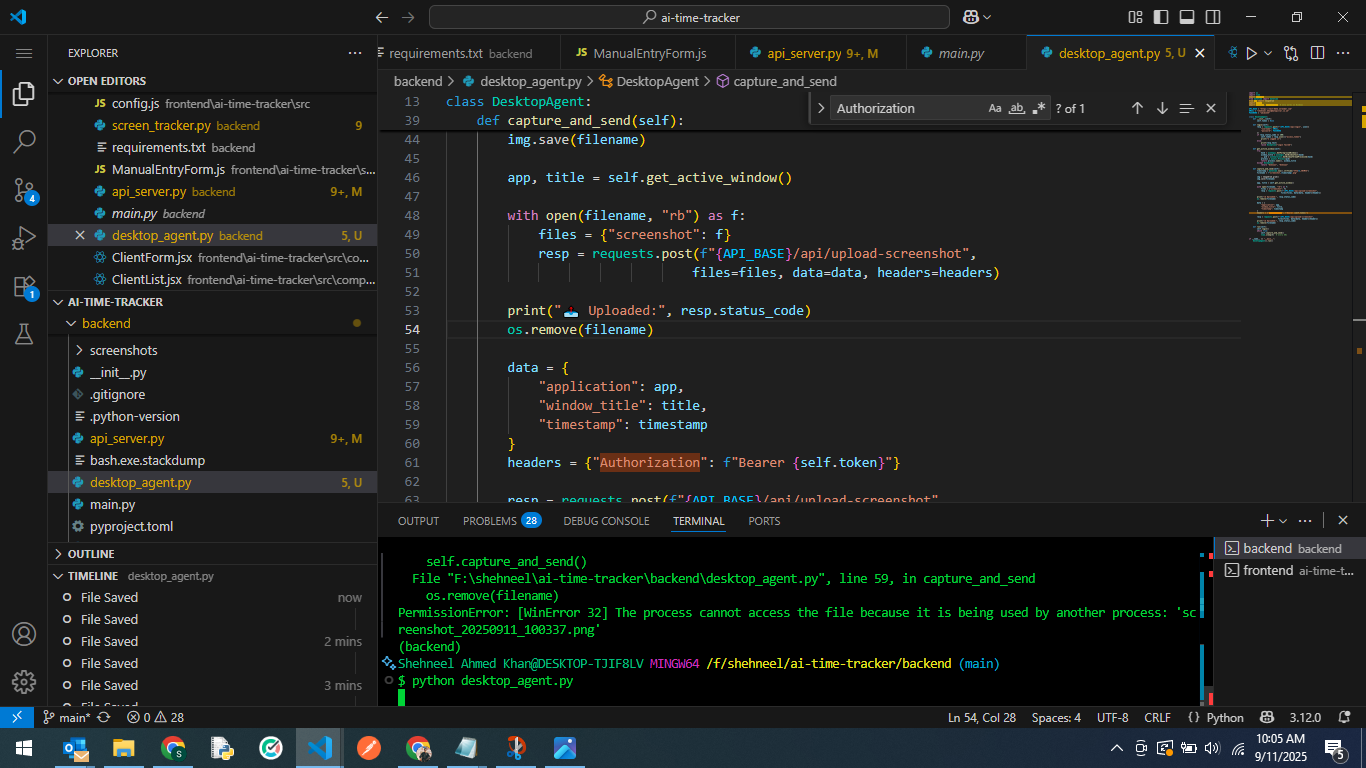 ai-time-tracker
EXPLORER
OPEN EDITORS
config.js frontend\ai-time-tracker\src
screen_tracker.py backend 9
requirements.txt backend
ManualEntryForm.js frontend\ai-time-tracker\s...
api_server.py backend 9+, M
main.py backend
desktop_agent.py backend 5, U
ClientForm.jsx frontend\ai-time-tracker\src\co...
ClientList.jsx frontend\ai-time-tracker\src\comp...
AI-TIME-TRACKER
backend
screenshots
__init__.py
.gitignore
.python-version
api_server.py 9+, M
bash.exe.stackdump
desktop_agent.py 5, U
main.py
pyproject.toml
OUTLINE
TIMELINE desktop_agent.py
File Saved now
File Saved
File Saved 2 mins
File Saved
File Saved 3 mins
requirements.txt backend
JS ManualEntryForm.js
api_server.py 9+, M
main.py
desktop_agent.py 5, U
backend > desktop_agent.py > DesktopAgent > capture_and_send
Authorization Aa ab .* ? of 1
13 class DesktopAgent:
39 def capture_and_send(self):
44 img.save(filename)
45
46 app, title = self.get_active_window()
47
48 with open(filename, "rb") as f:
49 files = {"screenshot": f}
50 resp = requests.post(f"{API_BASE}/api/upload-screenshot",
51 files=files, data=data, headers=headers)
52
53 print("📤 Uploaded:", resp.status_code)
54 os.remove(filename)
55
56 data = {
57 "application": app,
58 "window_title": title,
59 "timestamp": timestamp
60 }
61 headers = {"Authorization": f"Bearer {self.token}"}
62
63 resp = requests.post(f"{API_BASE}/api/upload-screenshot",
OUTPUT PROBLEMS 28 DEBUG CONSOLE TERMINAL PORTS
self.capture_and_send()
File "F:\shehneel\ai-time-tracker\backend\desktop_agent.py", line 59, in capture_and_send
os.remove(filename)
PermissionError: [WinError 32] The process cannot access the file because it is being used by another process: 'sc
reenshot_20250911_100337.png'
(backend)
Shehneel Ahmed Khan@DESKTOP-TJIF8LV MINGW64 /f/shehneel/ai-time-tracker/backend (main)
$ python desktop_agent.py
backend backend
frontend ai-time-t...
main* 0 28
Ln 54, Col 28 Spaces: 4 UTF-8 CRLF {} Python 3.12.0
10:05 AM
9/11/2025
5